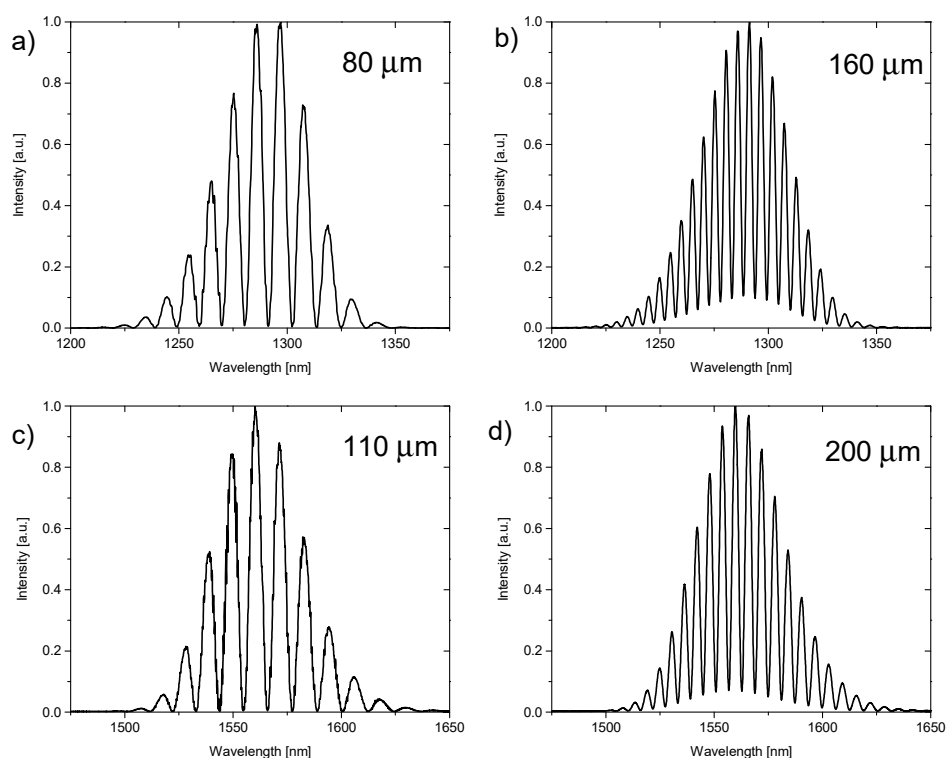 a)
80 μm
1.0
0.8
0.6
0.4
0.2
0.0
Intensity [a.u.]
1200 1250 1300 1350
Wavelength [nm]
b)
160 μm
1.0
0.8
0.6
0.4
0.2
0.0
Intensity [a.u.]
1200 1250 1300 1350
Wavelength [nm]
c)
110 μm
1.0
0.8
0.6
0.4
0.2
0.0
Intensity [a.u.]
1500 1550 1600 1650
Wavelength [nm]
d)
200 μm
1.0
0.8
0.6
0.4
0.2
0.0
Intensity [a.u.]
1500 1550 1600 1650
Wavelength [nm]